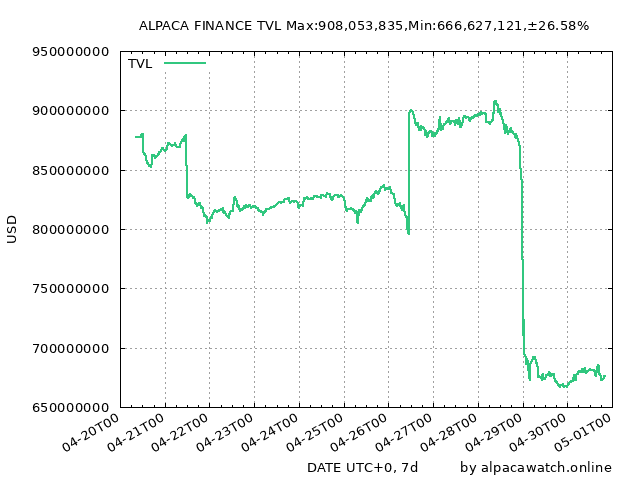 ALPACA FINANCE TVL Max:908,053,835,Min:666,627,121,±26.58%
TVL
950000000
900000000
850000000
800000000
750000000
700000000
650000000
USD
04-20T00
04-21T00
04-22T00
04-23T00
04-24T00
04-25T00
04-26T00
04-27T00
04-28T00
04-29T00
04-30T00
05-01T00
DATE UTC+0, 7d
by alpacawatch.online